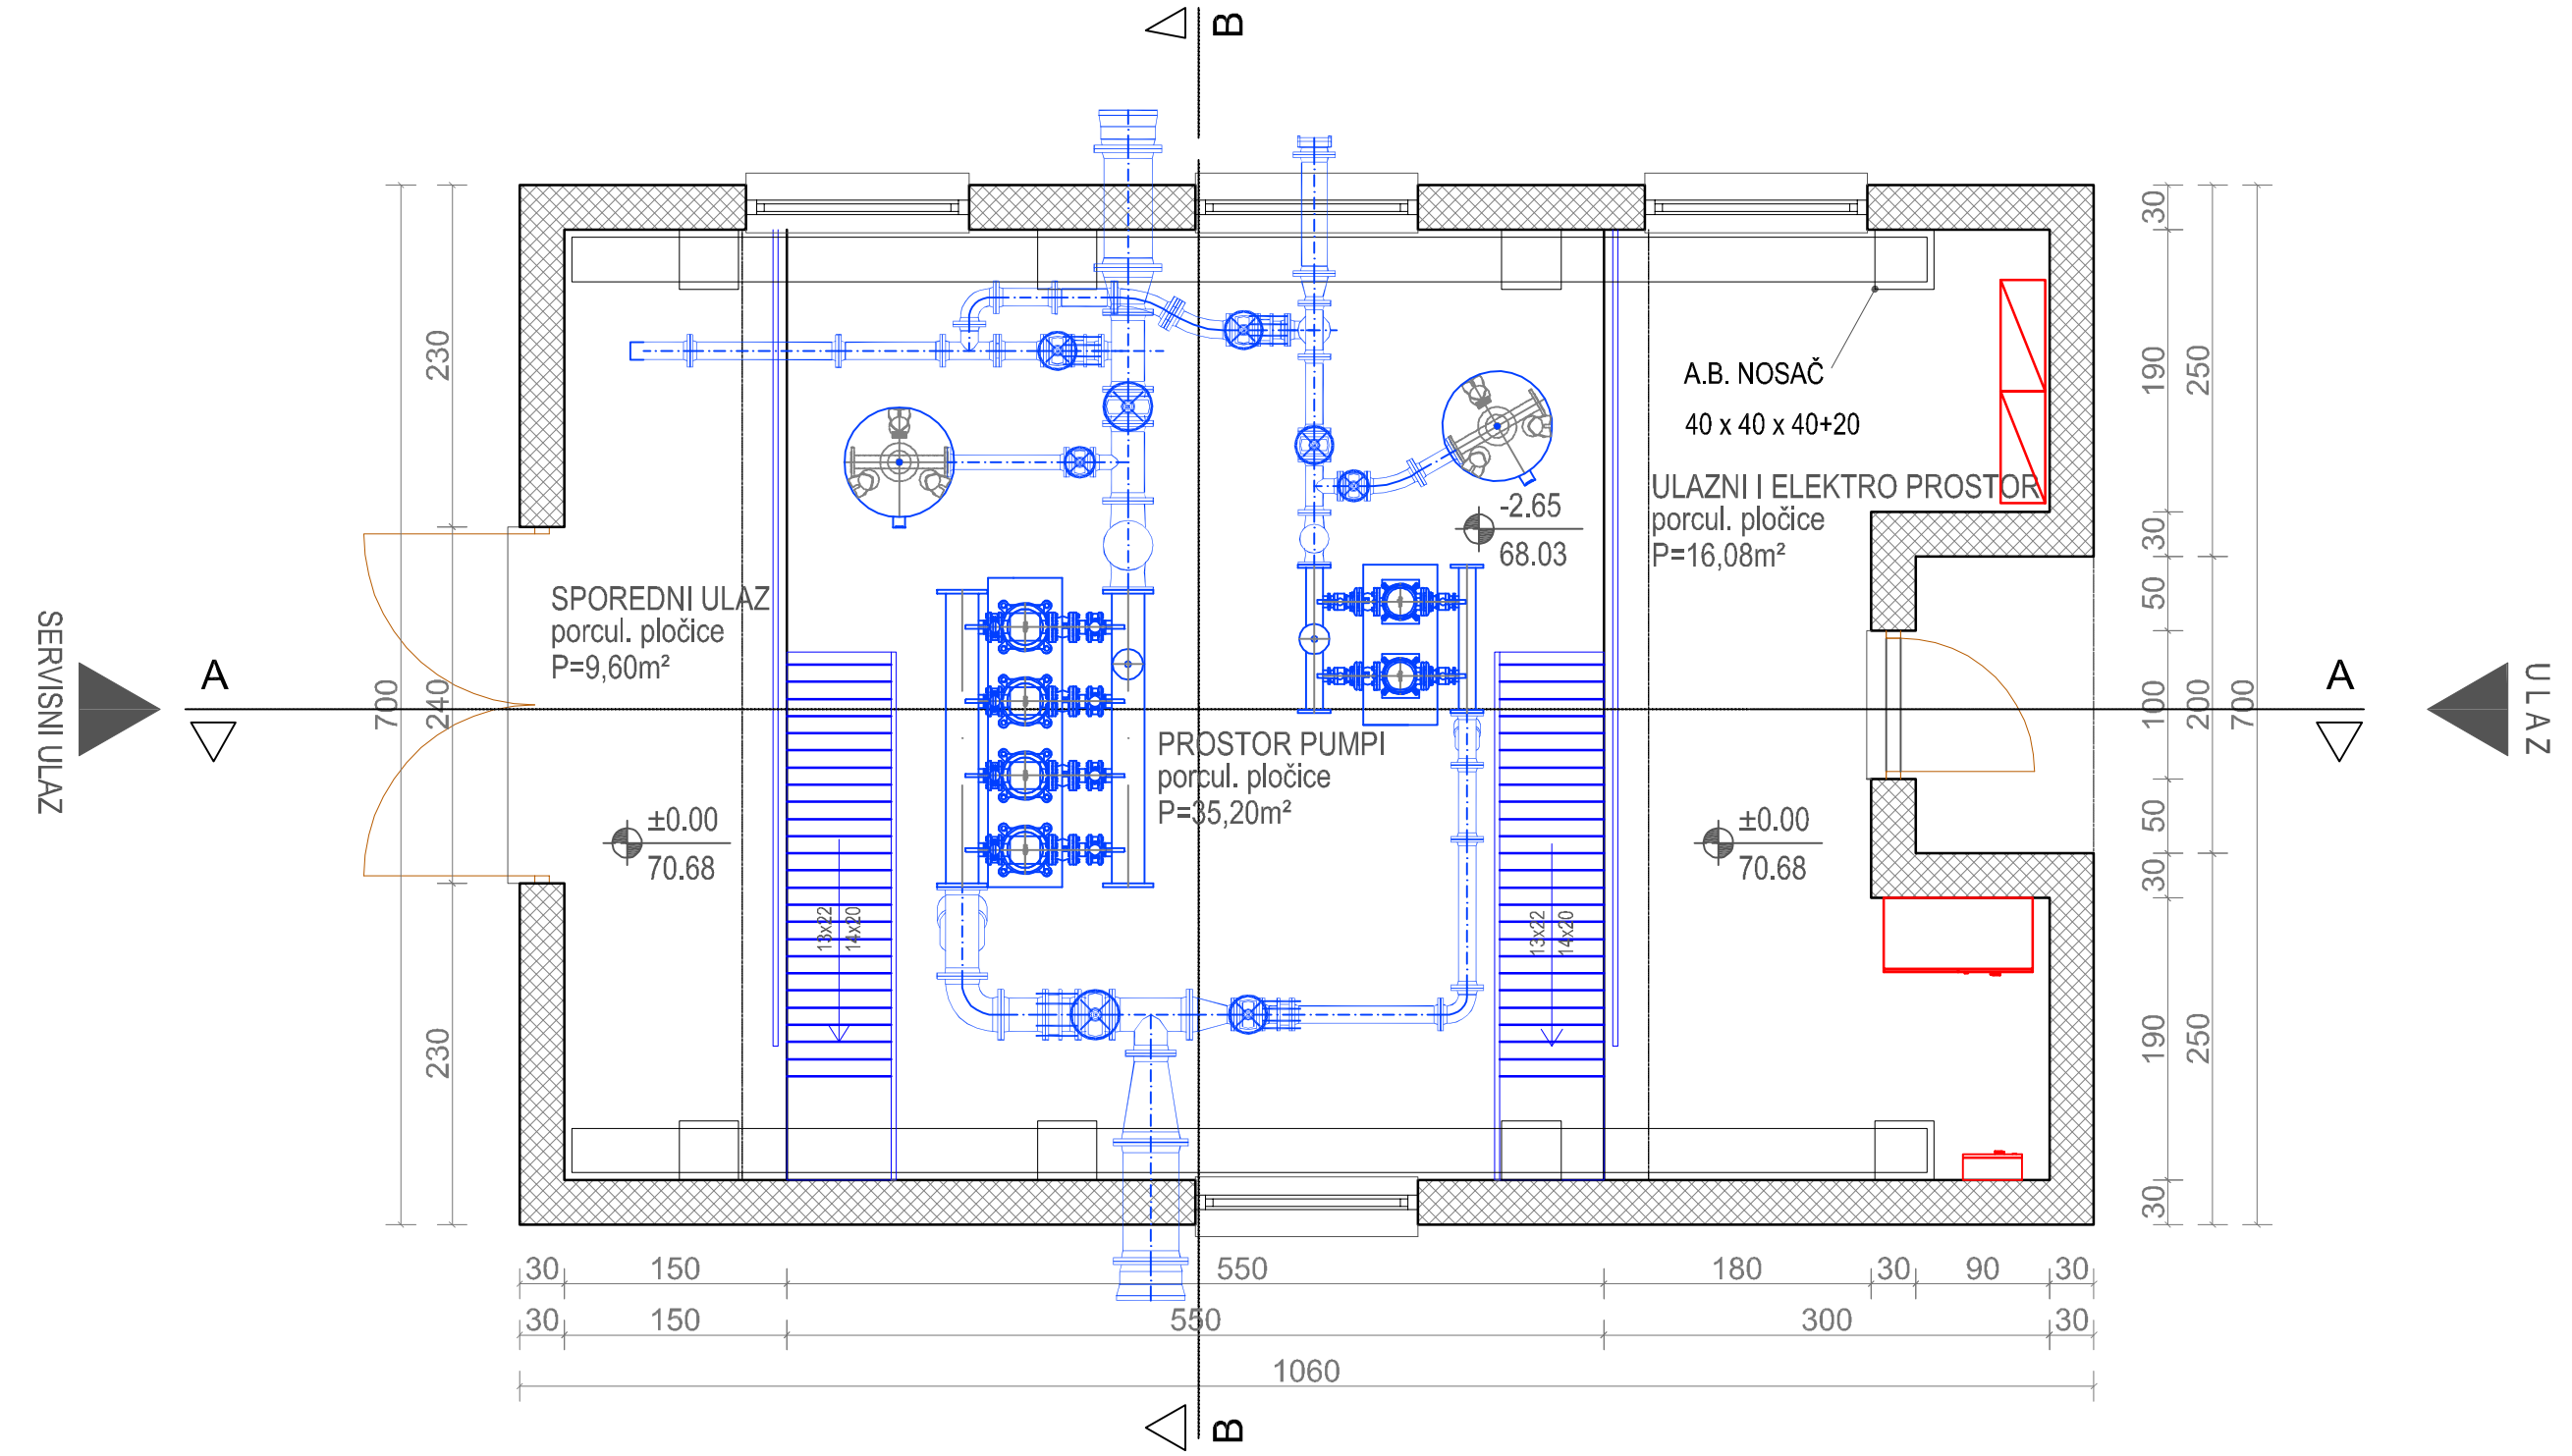 B
30
230
190
250
A.B. NOSAČ
40 x 40 x 40+20
ULAZNI I ELEKTRO PROSTOR
porcul. pločice
P=16,08m²
-2.65
68.03
30
50
SPOREDNI ULAZ
porcul. pločice
P=9,60m²
SERVISNI ULAZ
A
700
240
100
200
700
A
ULAZ
PROSTOR PUMPI
porcul. pločice
P=35,20m²
±0.00
70.68
±0.00
70.68
50
30
13x22
14x20
13x22
14x20
230
190
250
30
30
150
550
180
30
90
30
30
150
550
300
30
1060
B